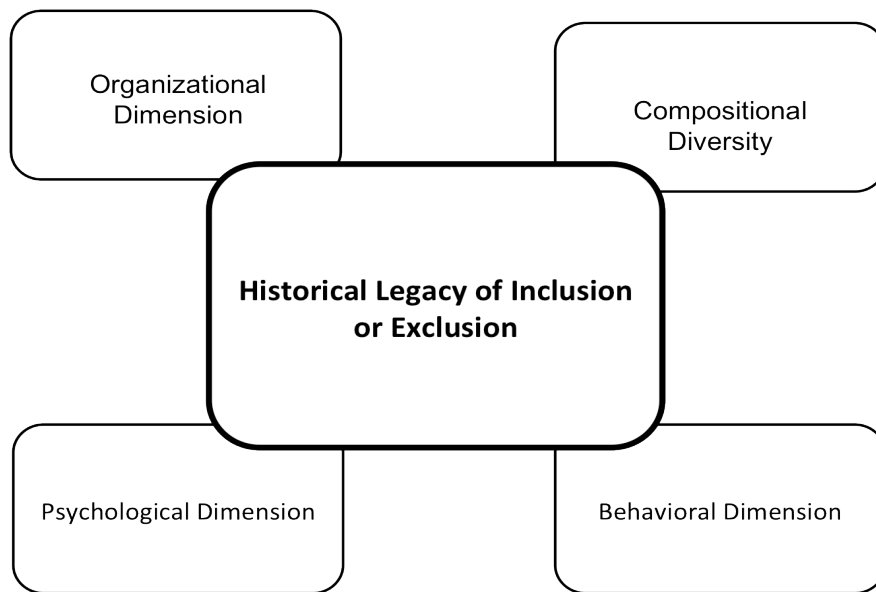 Organizational
Dimension
Compositional
Diversity
Historical Legacy of Inclusion
or Exclusion
Psychological Dimension
Behavioral Dimension